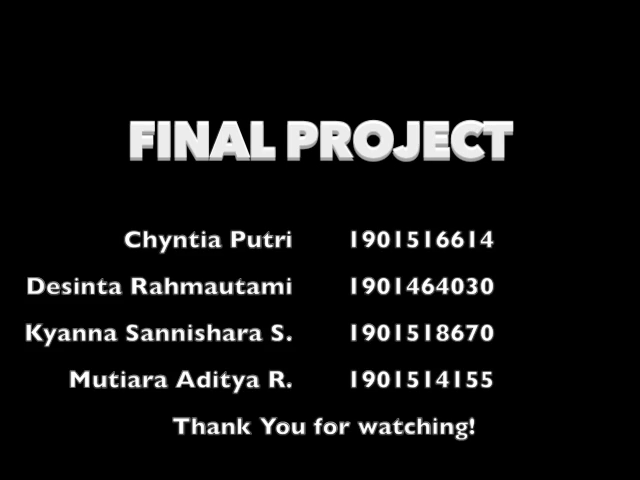 FINAL PROJECT
Chyntia Putri 1901516614
Desinta Rahmautami 1901464030
Kyanna Sannishara S. 1901518670
Mutiara Aditya R. 1901514155
Thank You for watching!